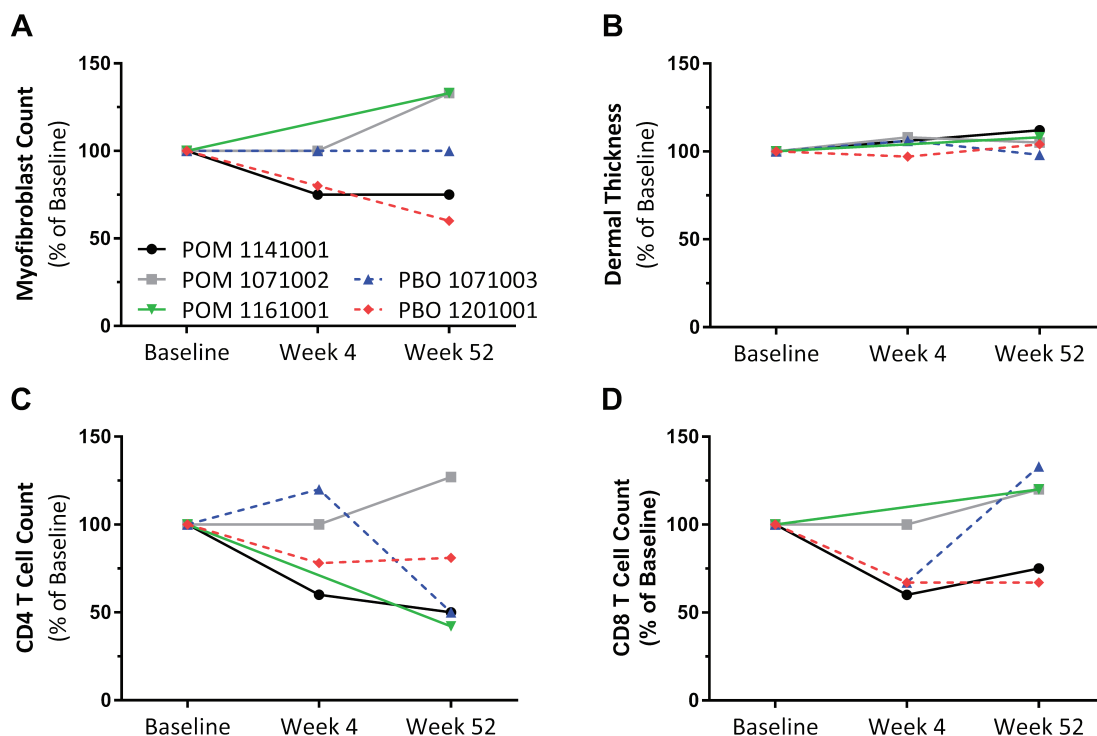 A
Myofibroblast Count
(% of Baseline)
150
100
50
0
POM 1141001
POM 1071002
POM 1161001
PBO 1071003
PBO 1201001
Baseline
Week 4
Week 52
B
Dermal Thickness
(% of Baseline)
150
100
50
0
Baseline
Week 4
Week 52
C
CD4 T Cell Count
(% of Baseline)
150
100
50
0
Baseline
Week 4
Week 52
D
CD8 T Cell Count
(% of Baseline)
150
100
50
0
Baseline
Week 4
Week 52